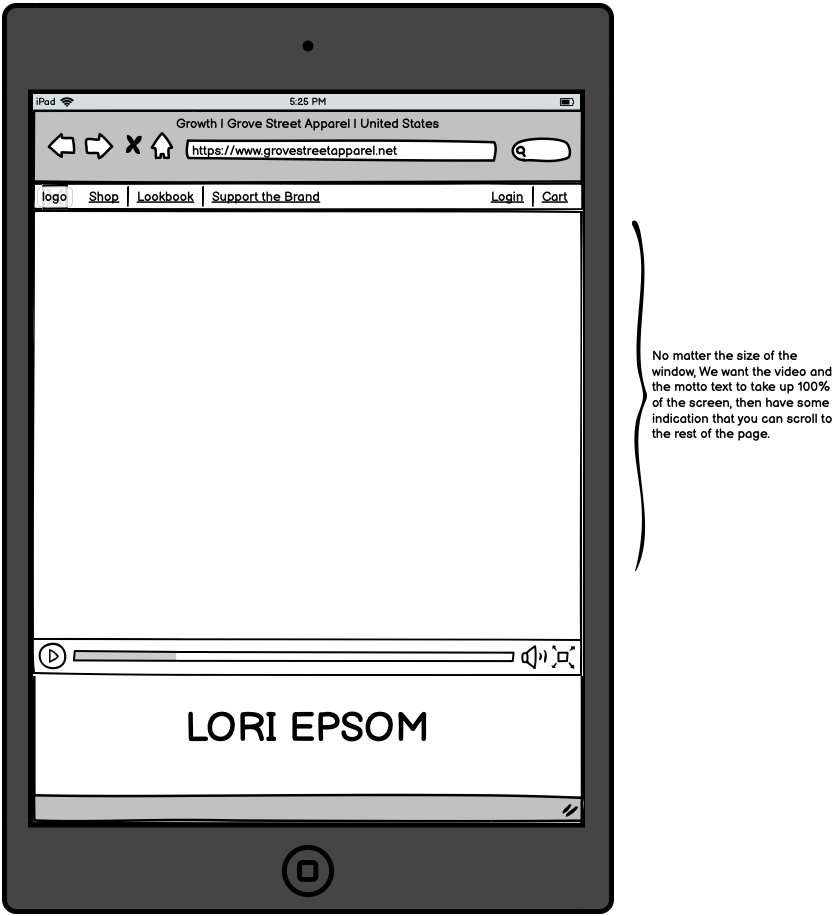 iPad
5:25 PM
Growth | Grove Street Apparel | United States
https://www.grovestreetapparel.net
logo Shop Lookbook Support the Brand Login Cart
No matter the size of the
window, We want the video and
the motto text to take up 100%
of the screen, then have some
indication that you can scroll to
the rest of the page.
LORI EPSOM